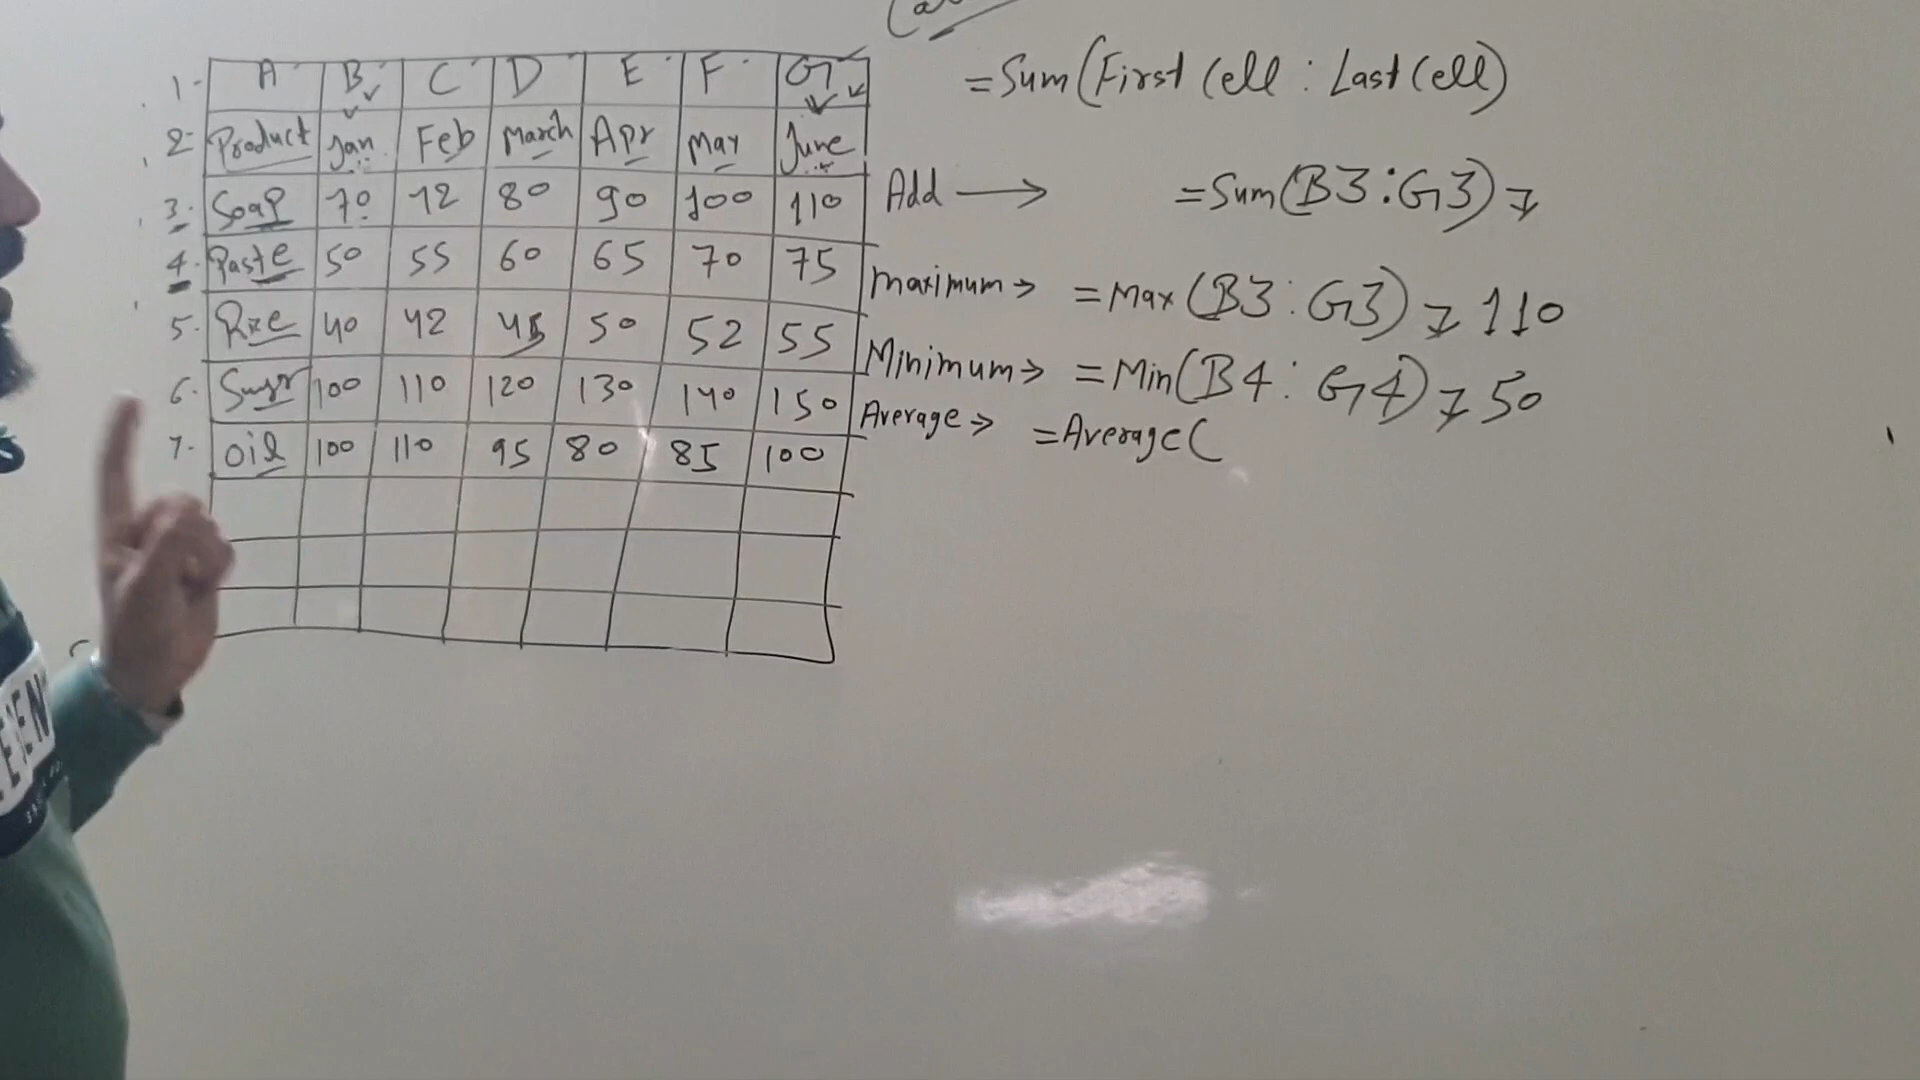 1- A B C D E F G
2- Product Jan Feb March Apr May June
3- Soap 70 72 80 90 100 110
4- Paste 50 55 60 65 70 75
5- Rice 40 42 45 50 52 55
6- Sugr 100 110 120 130 140 150
7- oil 100 110 95 80 85 100
=Sum(First Cell : Last Cell)
Add → =Sum(B3:G3)
Maximum → =Max(B3:G3) 110
Minimum → =Min(B4:G4) 50
Average → =Average(